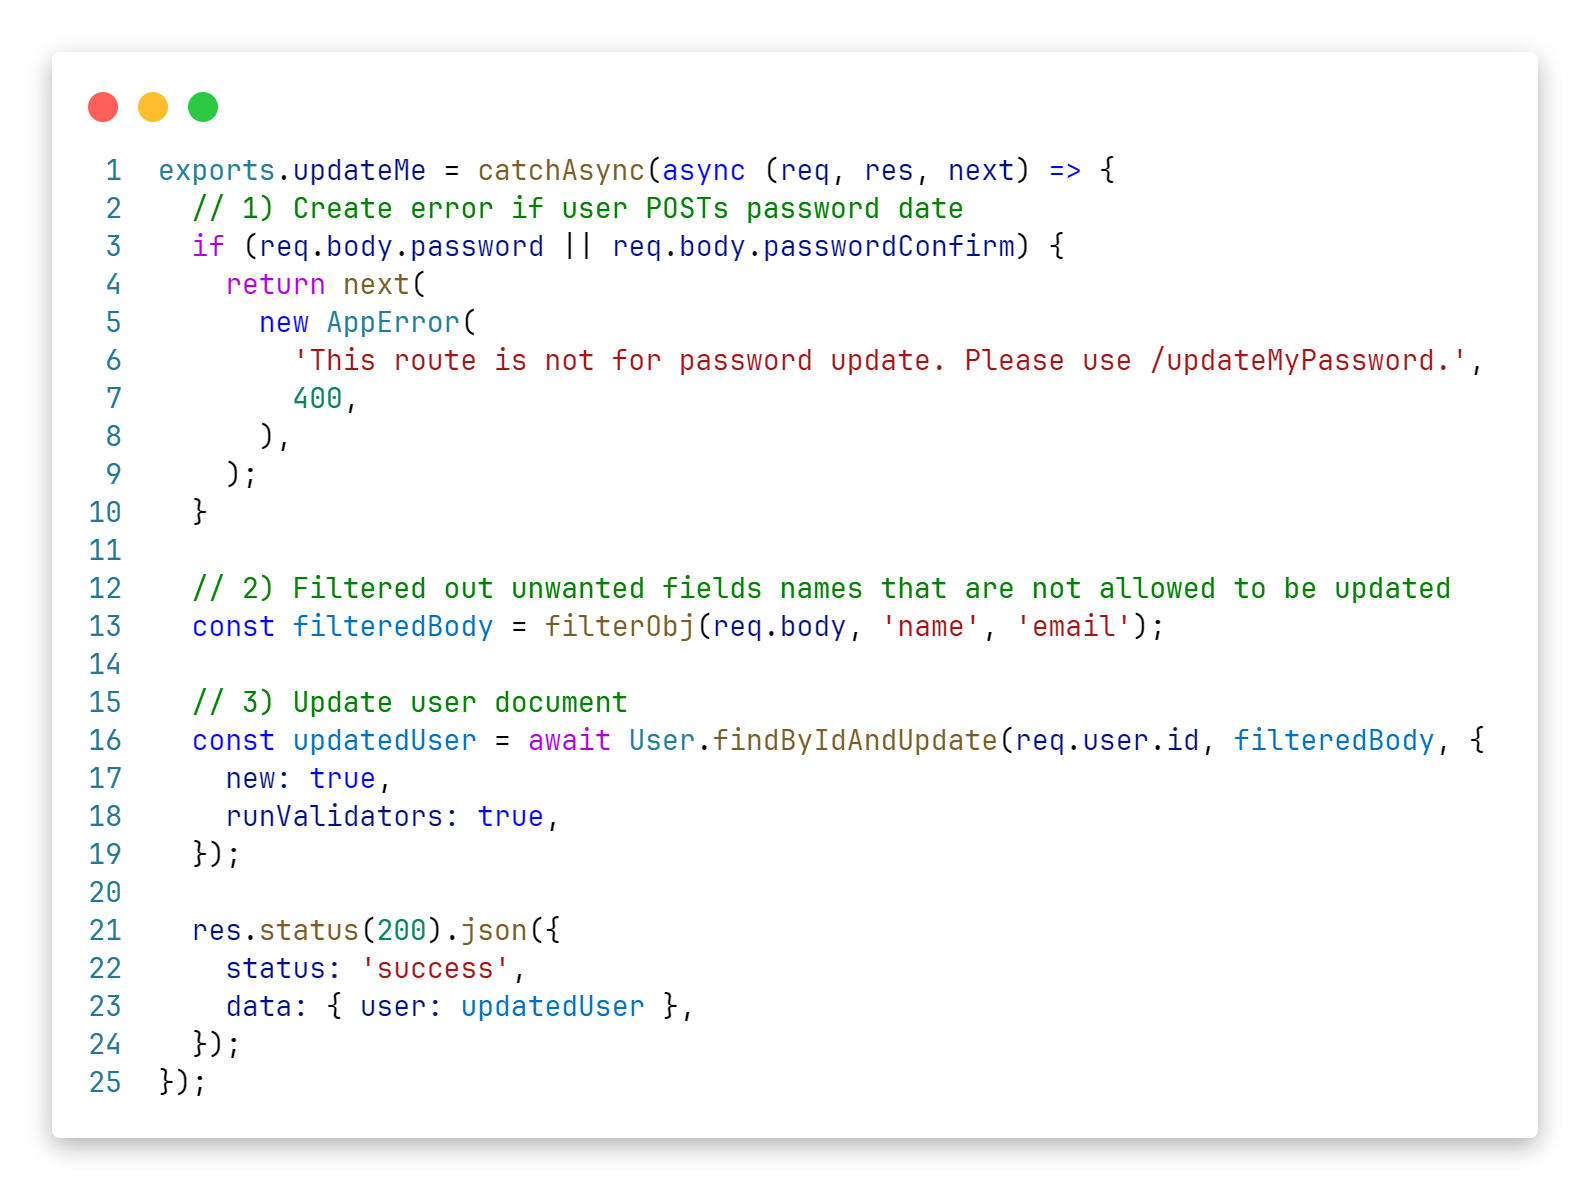 1 exports.updateMe = catchAsync(async (req, res, next) => {
2   // 1) Create error if user POSTs password date
3   if (req.body.password || req.body.passwordConfirm) {
4     return next(
5       new AppError(
6         'This route is not for password update. Please use /updateMyPassword.',
7         400,
8       ),
9     );
10   }
11
12   // 2) Filtered out unwanted fields names that are not allowed to be updated
13   const filteredBody = filterObj(req.body, 'name', 'email');
14
15   // 3) Update user document
16   const updatedUser = await User.findByIdAndUpdate(req.user.id, filteredBody, {
17     new: true,
18     runValidators: true,
19   });
20
21   res.status(200).json({
22     status: 'success',
23     data: { user: updatedUser },
24   });
25 });